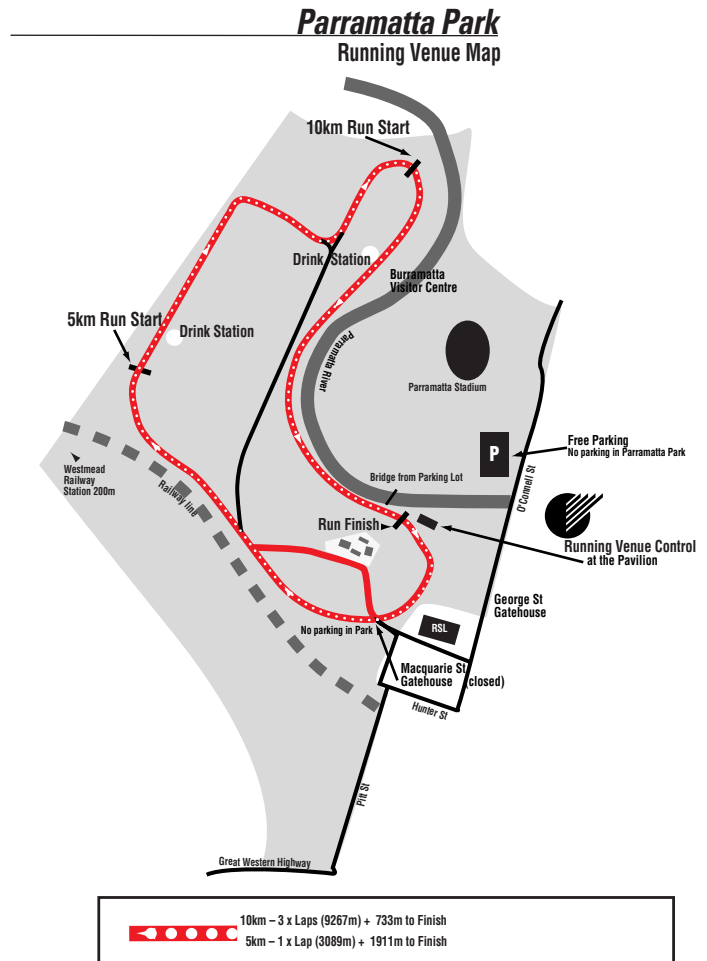 Parramatta Park
Running Venue Map
10km Run Start
Drink Station
Burramatta
Visitor Centre
5km Run Start
Drink Station
Parramatta River
Parramatta Stadium
P
Free Parking
No parking in Parramatta Park
Westmead
Railway
Station 200m
Railway line
Bridge from Parking Lot
O'Connell St
Run Finish
Running Venue Control
at the Pavilion
George St
Gatehouse
RSL
No parking in Park
Macquarie St
Gatehouse (closed)
Hunter St
Pitt St
Great Western Highway
10km – 3 x Laps (9267m) + 733m to Finish
5km – 1 x Lap (3089m) + 1911m to Finish